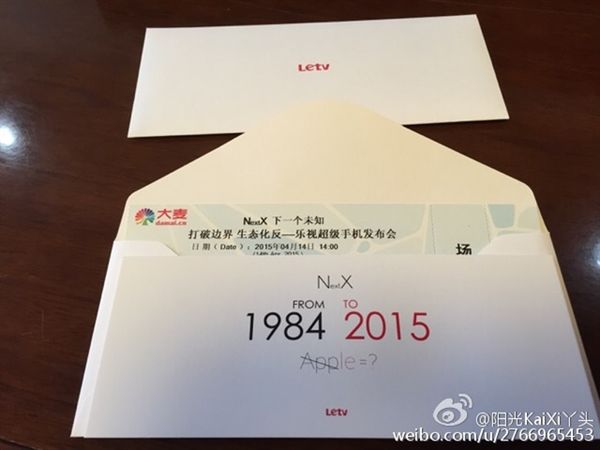 Letv
大麦
damai.cn
NextX 下一个未知
打破边界 生态化反—乐视超级手机发布会
日期(Date):2015年04月14日 14:00
(14th Apr, 2015)
场
NextX
FROM TO
1984 2015
Apple=?
Letv
@阳光KaiXi丫头
weibo.com/u/2766965453